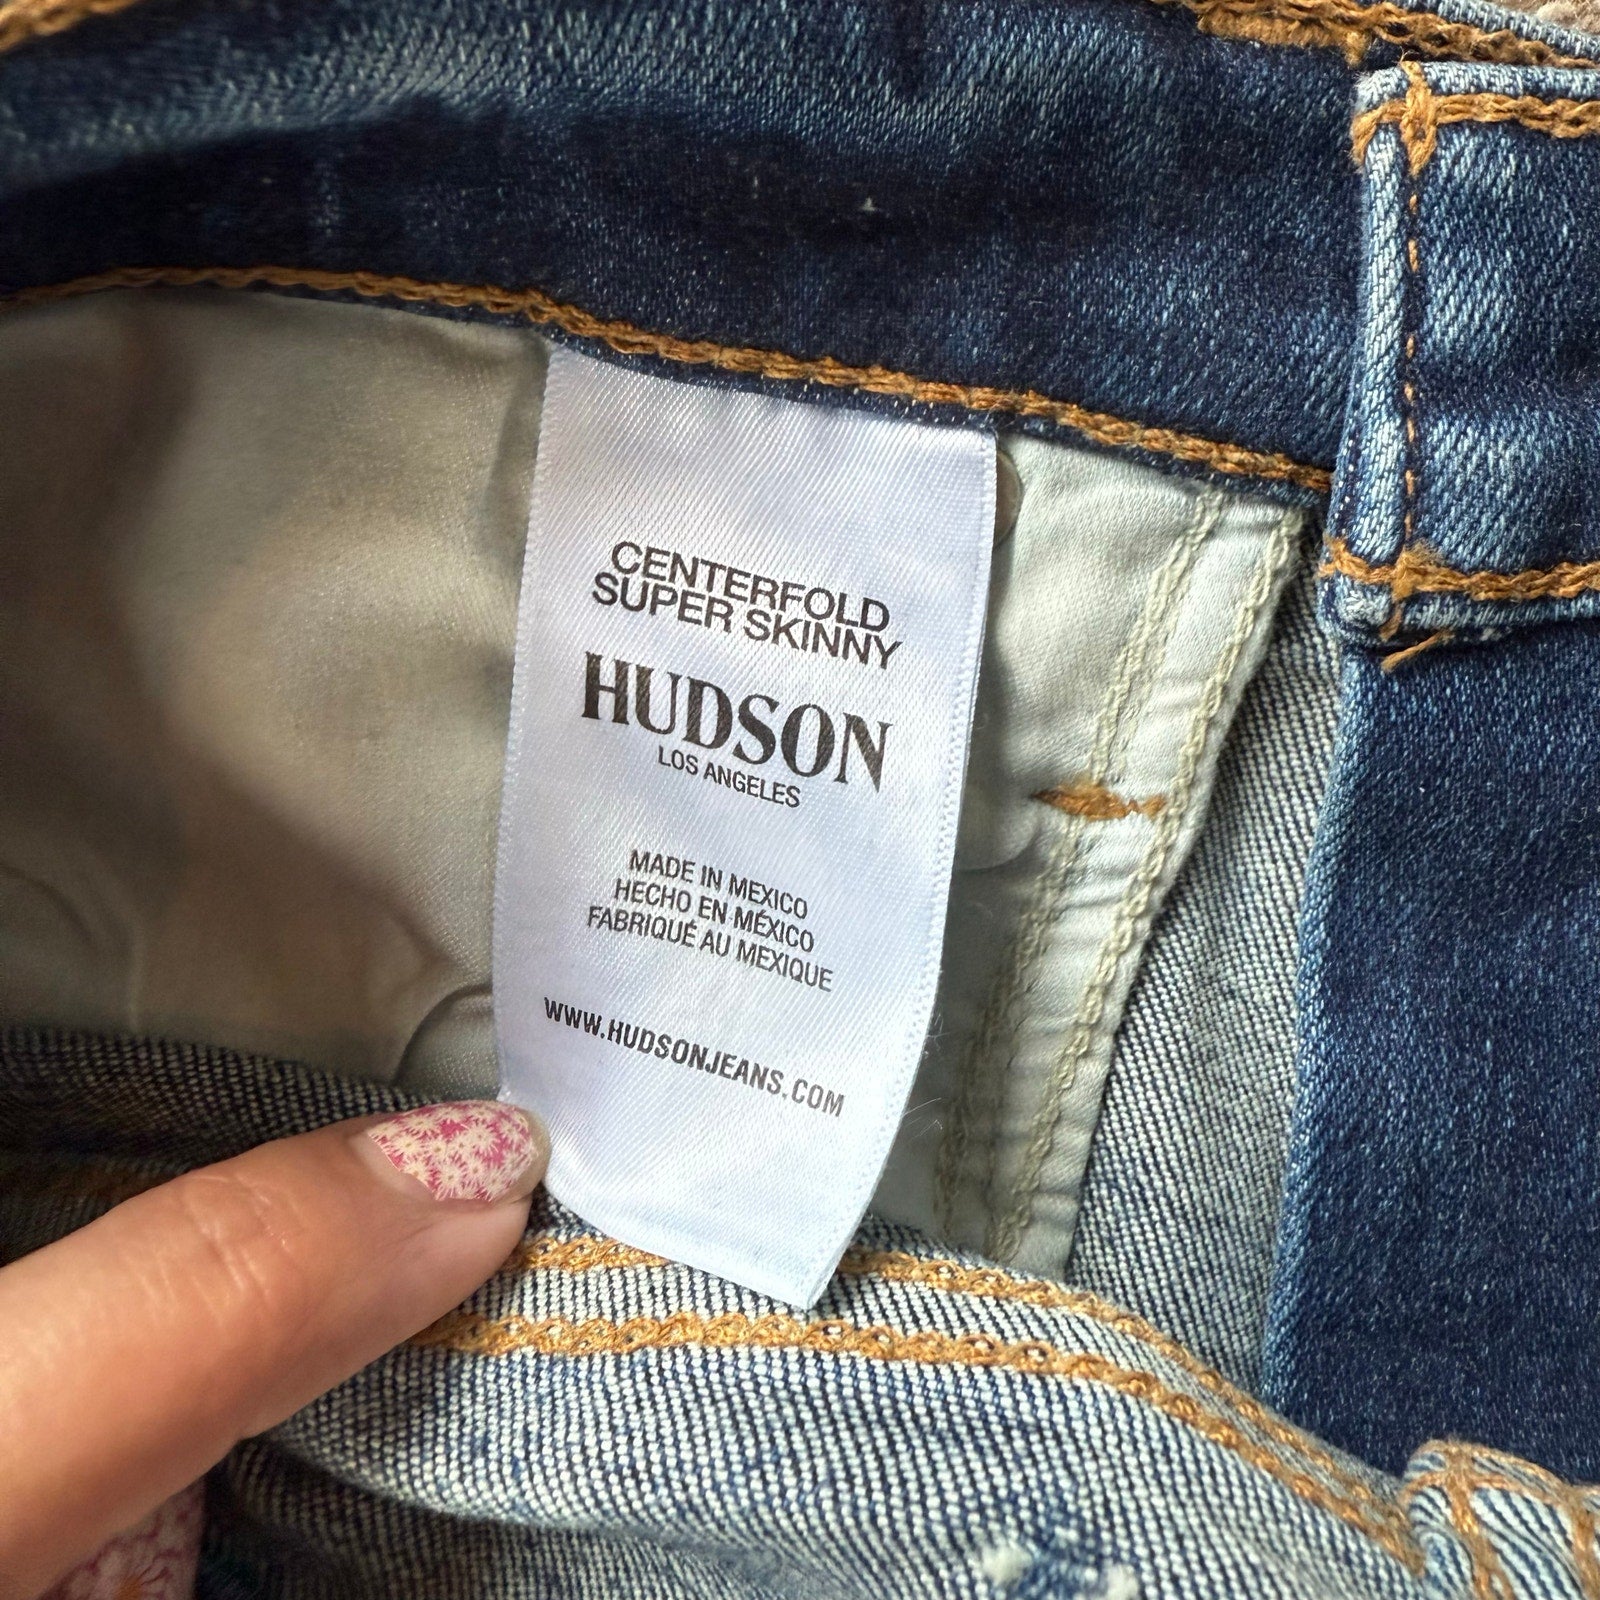 CENTERFOLD
SUPER SKINNY
HUDSON
LOS ANGELES
MADE IN MEXICO
HECHO EN MÉXICO
FABRIQUÉ AU MEXIQUE
WWW.HUDSONJEANS.COM